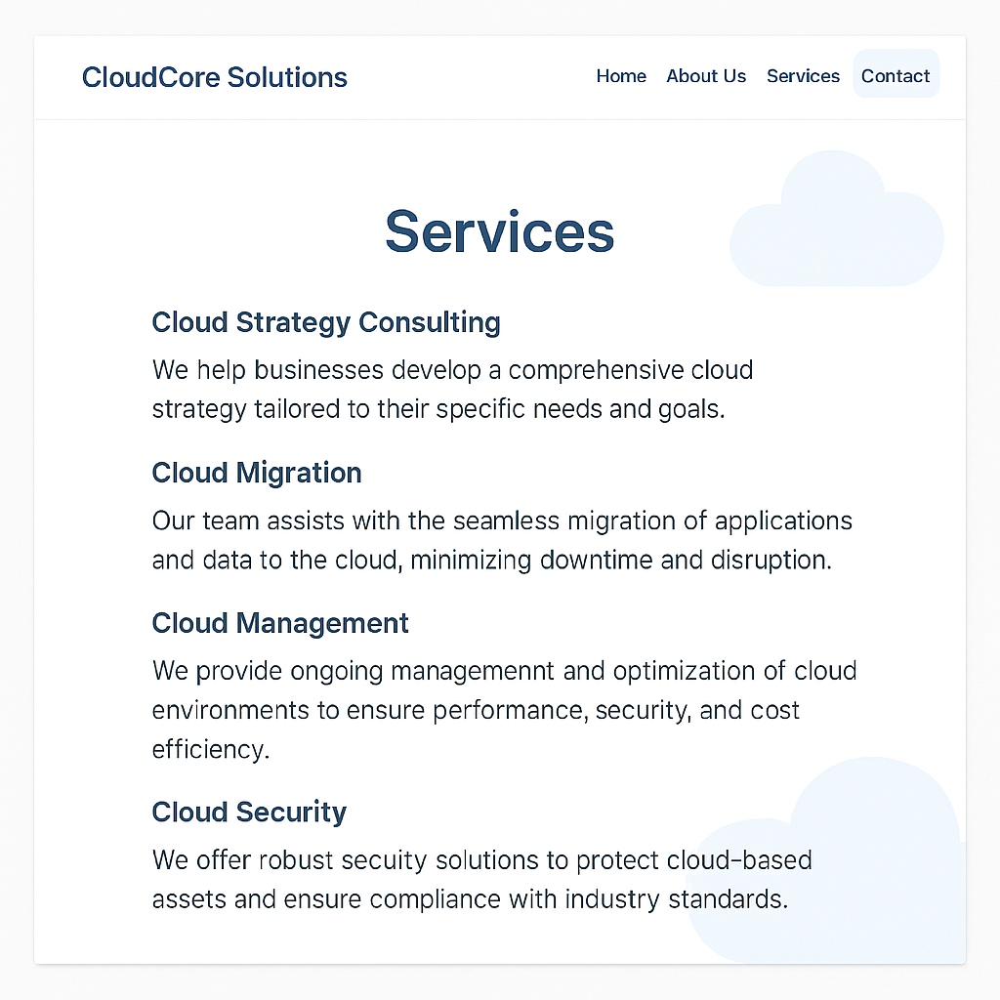 CloudCore Solutions
Home About Us Services Contact
Services
Cloud Strategy Consulting
We help businesses develop a comprehensive cloud
strategy tailored to their specific needs and goals.
Cloud Migration
Our team assists with the seamless migration of applications
and data to the cloud, minimizing downtime and disruption.
Cloud Management
We provide ongoing managemennt and optimization of cloud
environments to ensure performance, security, and cost
efficiency.
Cloud Security
We offer robust secuity solutions to protect cloud-based
assets and ensure compliance with industry standards.